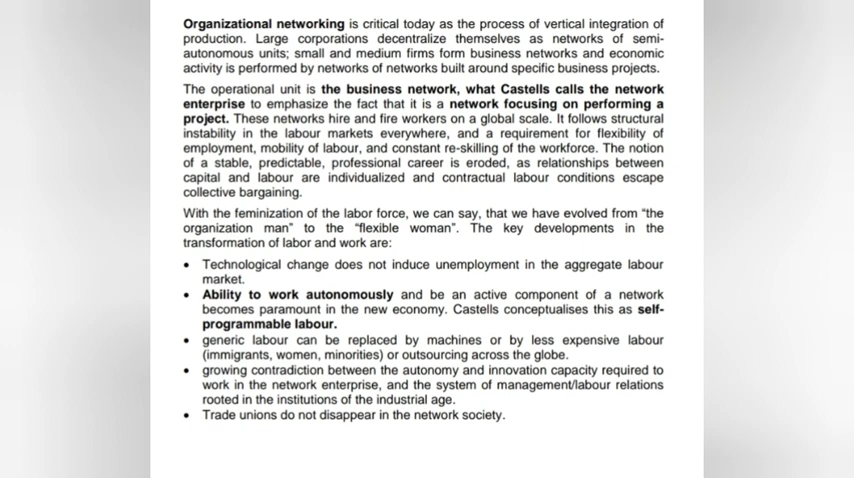 Organizational networking is critical today as the process of vertical integration of
production. Large corporations decentralize themselves as networks of semi-
autonomous units; small and medium firms form business networks and economic
activity is performed by networks of networks built around specific business projects.
The operational unit is the business network, what Castells calls the network
enterprise to emphasize the fact that it is a network focusing on performing a
project. These networks hire and fire workers on a global scale. It follows structural
instability in the labour markets everywhere, and a requirement for flexibility of
employment, mobility of labour, and constant re-skilling of the workforce. The notion
of a stable, predictable, professional career is eroded, as relationships between
capital and labour are individualized and contractual labour conditions escape
collective bargaining.
With the feminization of the labor force, we can say, that we have evolved from “the
organization man” to the “flexible woman”. The key developments in the
transformation of labor and work are:
• Technological change does not induce unemployment in the aggregate labour
market.
• Ability to work autonomously and be an active component of a network
becomes paramount in the new economy. Castells conceptualises this as self-
programmable labour.
• generic labour can be replaced by machines or by less expensive labour
(immigrants, women, minorities) or outsourcing across the globe.
• growing contradiction between the autonomy and innovation capacity required to
work in the network enterprise, and the system of management/labour relations
rooted in the institutions of the industrial age.
• Trade unions do not disappear in the network society.